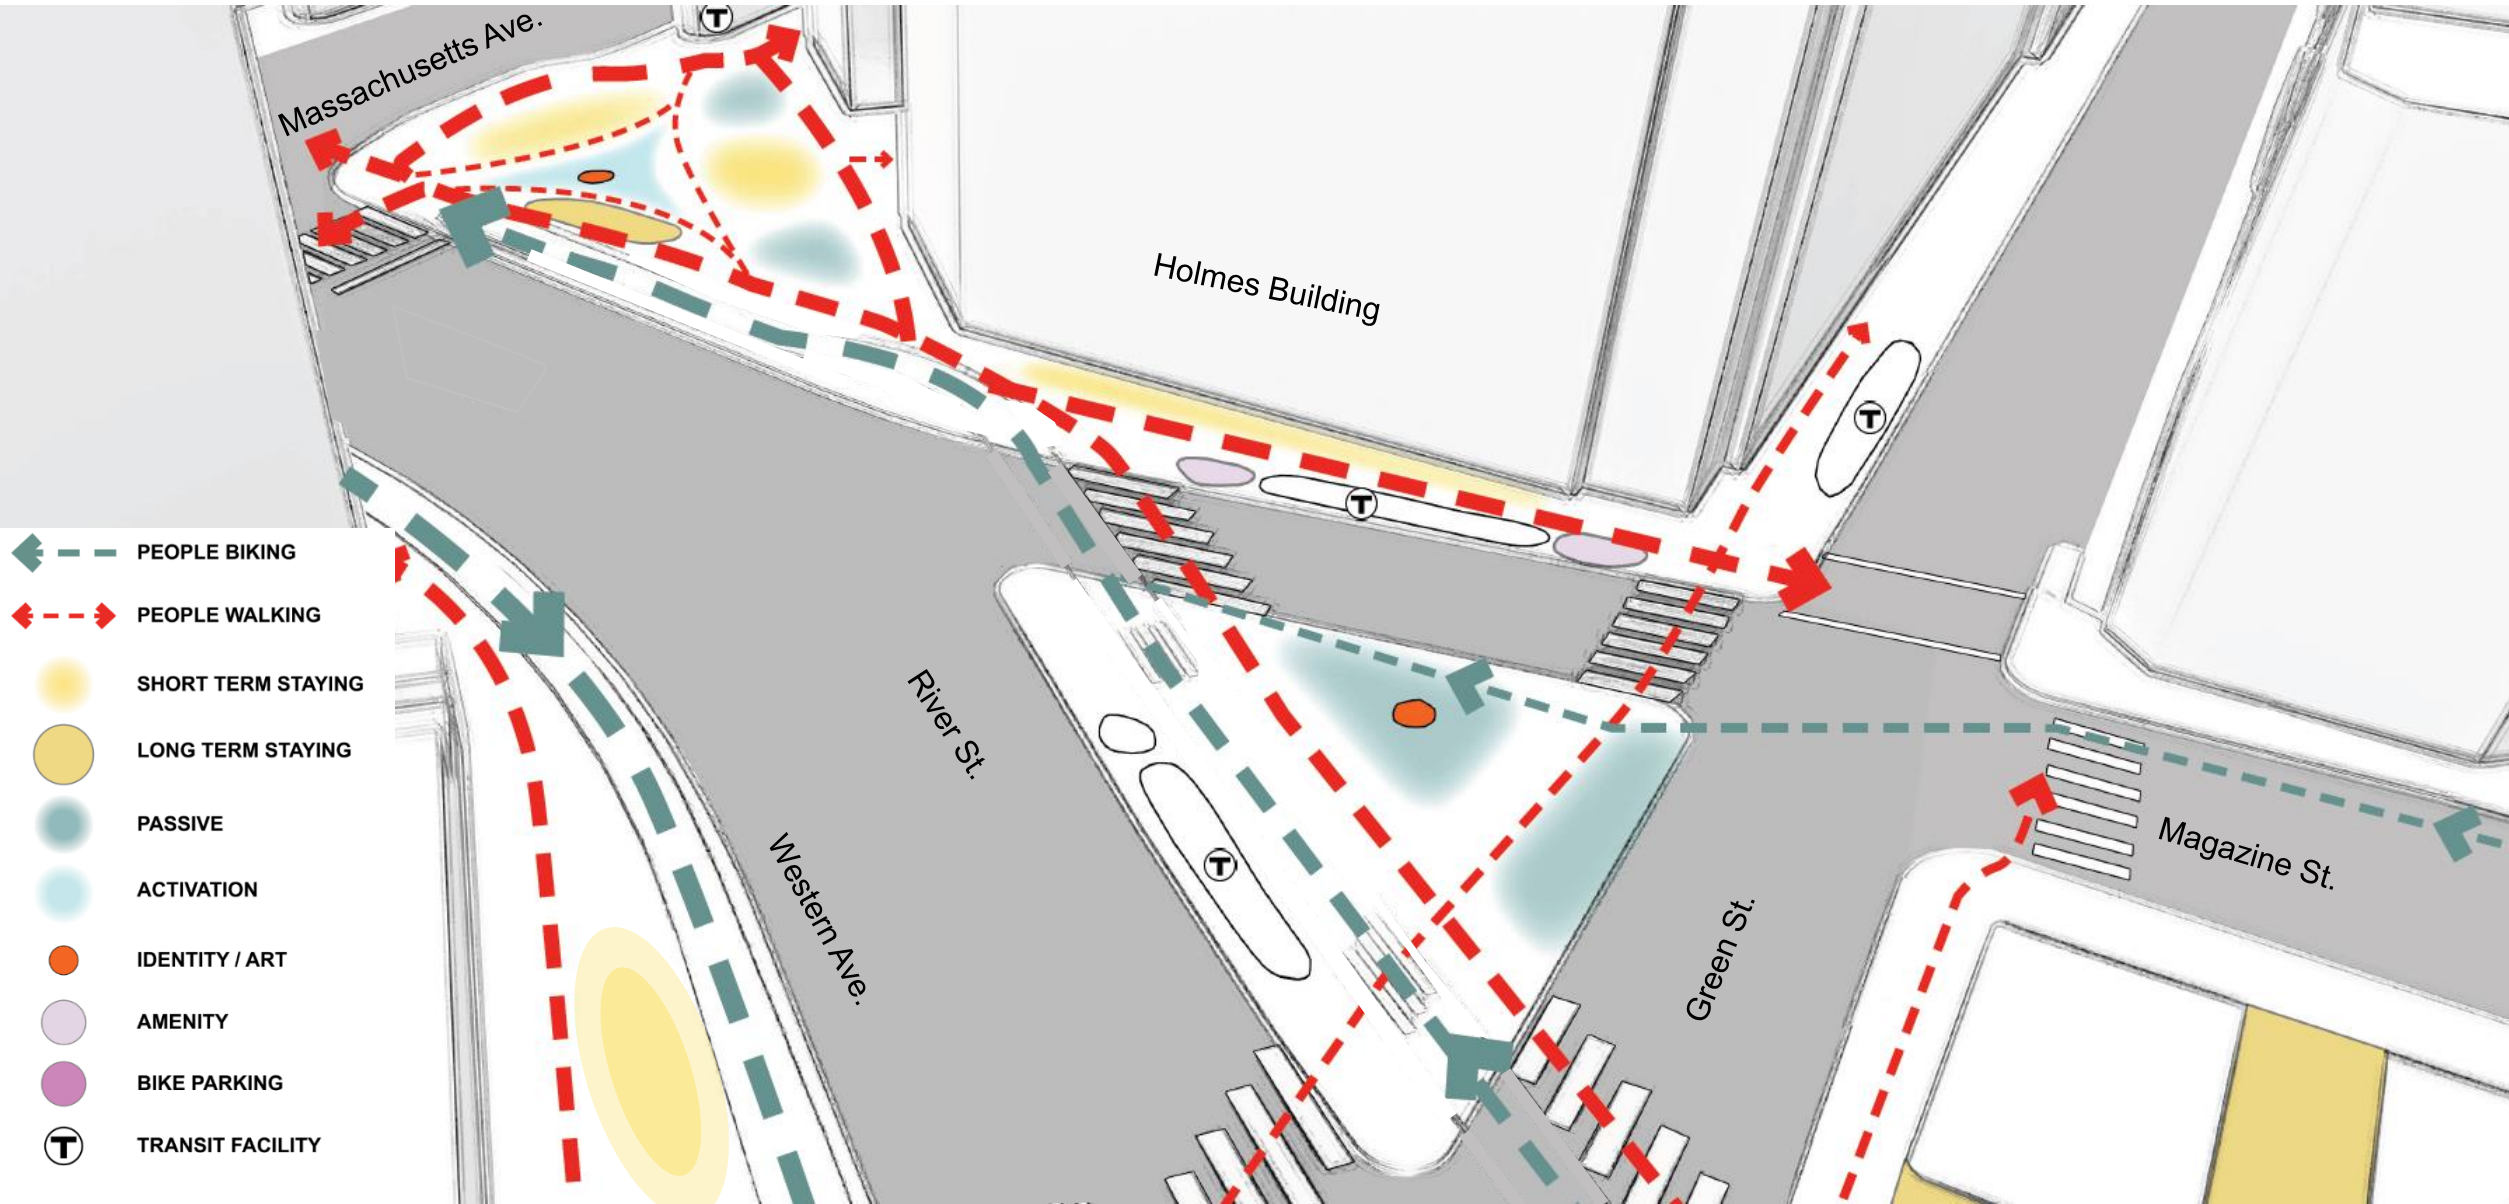 T
Massachusetts Ave.
Holmes Building
T
T
PEOPLE BIKING
PEOPLE WALKING
SHORT TERM STAYING
LONG TERM STAYING
PASSIVE
ACTIVATION
IDENTITY / ART
AMENITY
BIKE PARKING
T TRANSIT FACILITY
River St.
Western Ave.
T
Green St.
Magazine St.